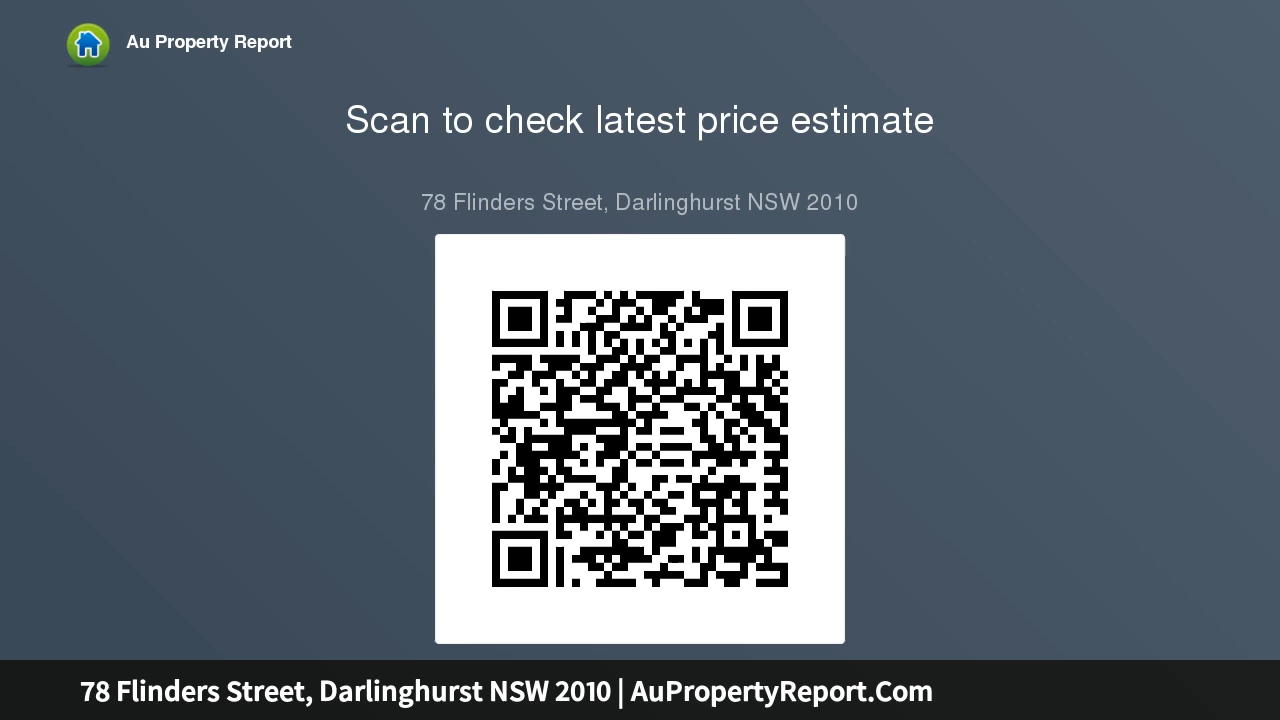 Au Property Report
Scan to check latest price estimate
78 Flinders Street, Darlinghurst NSW 2010
78 Flinders Street, Darlinghurst NSW 2010 | AuPropertyReport.Com